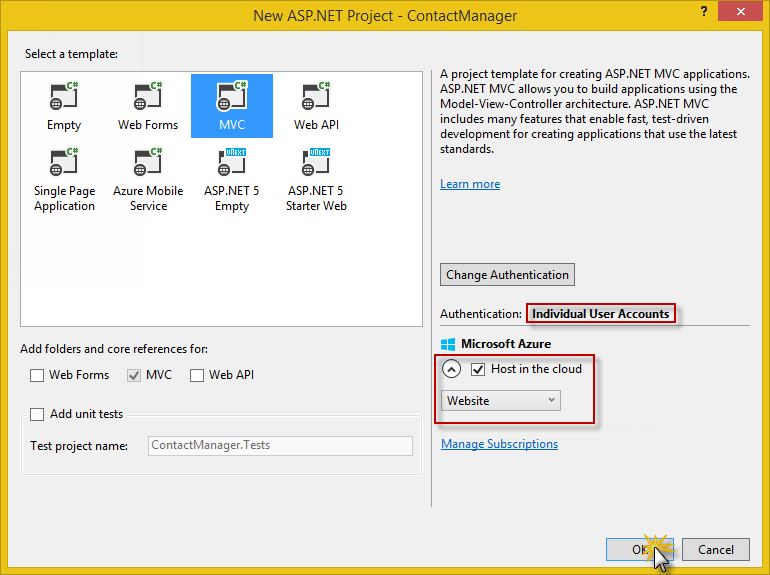 New ASP.NET Project - ContactManager
?
Select a template:
C#
C#
C#
C#
Empty
Web Forms
MVC
Web API
C#
C#
vNEXT
vNEXT
Single Page
Application
Azure Mobile
Service
ASP.NET 5
Empty
ASP.NET 5
Starter Web
A project template for creating ASP.NET MVC applications.
ASP.NET MVC allows you to build applications using the
Model-View-Controller architecture. ASP.NET MVC
includes many features that enable fast, test-driven
development for creating applications that use the latest
standards.
Learn more
Change Authentication
Authentication: Individual User Accounts
Microsoft Azure
Host in the cloud
Website
Manage Subscriptions
Add folders and core references for:
Web Forms
MVC
Web API
Add unit tests
Test project name:
ContactManager.Tests
OK
Cancel